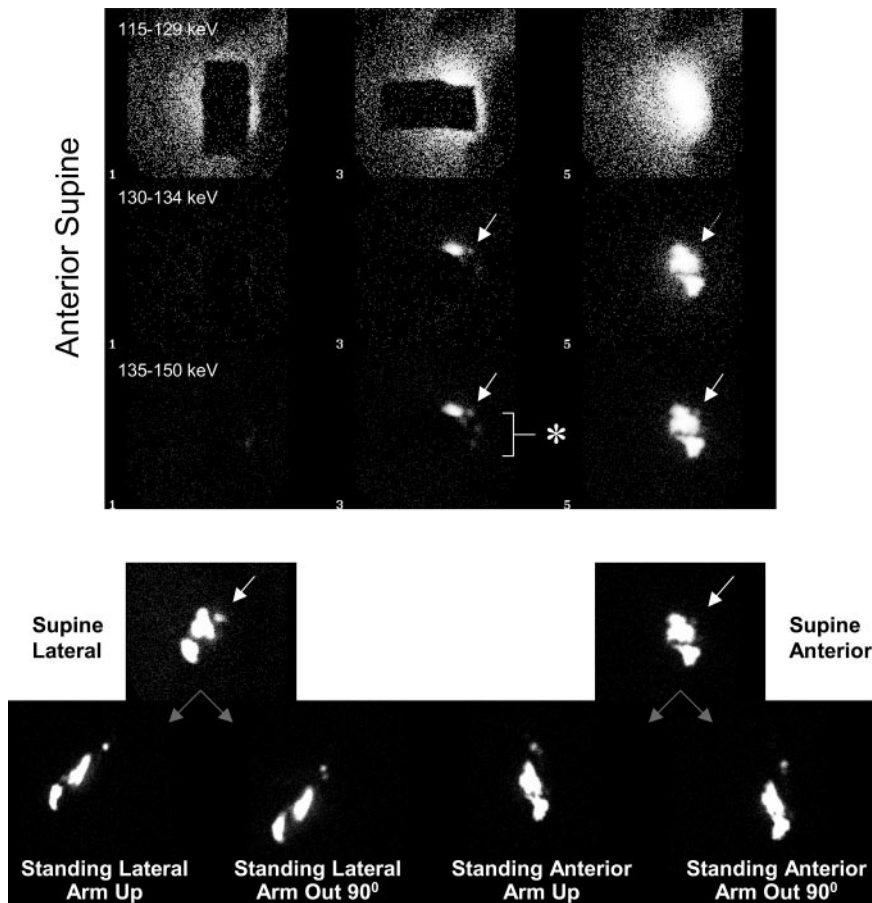 Anterior Supine
115-129 keV
1 3 5
130-134 keV
1 3 5
135-150 keV
*
1 3 5
Supine
Lateral
Supine
Anterior
Standing Lateral
Arm Up
Standing Lateral
Arm Out 90⁰
Standing Anterior
Arm Up
Standing Anterior
Arm Out 90⁰